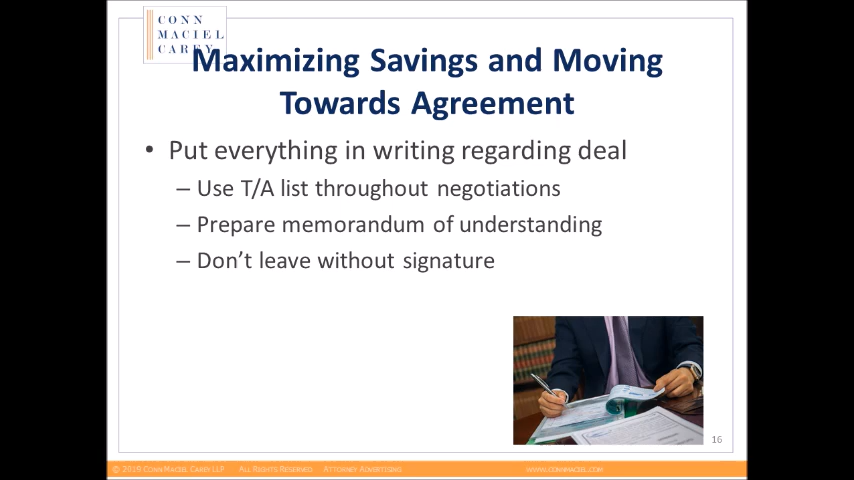 CONN
MACIEL
CAREY
Maximizing Savings and Moving
Towards Agreement
• Put everything in writing regarding deal
– Use T/A list throughout negotiations
– Prepare memorandum of understanding
– Don’t leave without signature
16
© 2019 CONN MACIEL CAREY LLP ALL RIGHTS RESERVED ATTORNEY ADVERTISING WWW.CONNMACIEL.COM